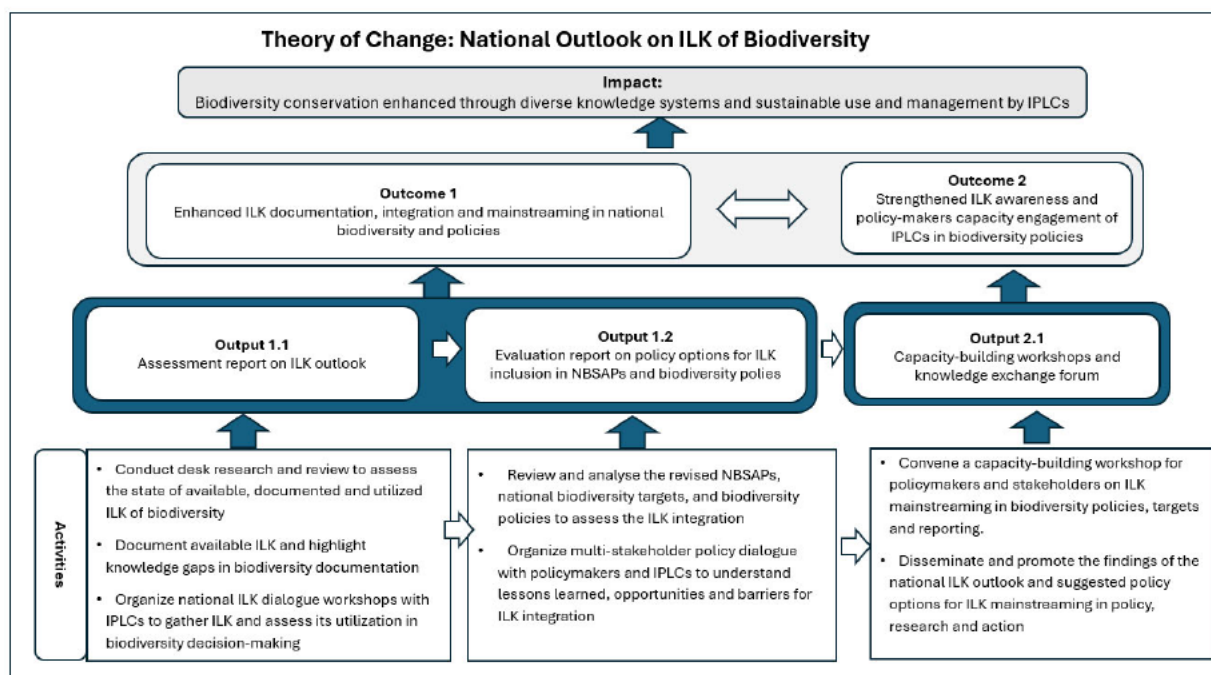 Theory of Change: National Outlook on ILK of Biodiversity
Impact:
Biodiversity conservation enhanced through diverse knowledge systems and sustainable use and management by IPLCs
Outcome 1
Enhanced ILK documentation, integration and mainstreaming in national
biodiversity and policies
Outcome 2
Strengthened ILK awareness and
policy-makers capacity engagement of
IPLCs in biodiversity policies
Output 1.1
Assessment report on ILK outlook
Output 1.2
Evaluation report on policy options for ILK
inclusion in NBSAPs and biodiversity polies
Output 2.1
Capacity-building workshops and
knowledge exchange forum
Activities
• Conduct desk research and review to assess
the state of available, documented and utilized
ILK of biodiversity
• Document available ILK and highlight
knowledge gaps in biodiversity documentation
• Organize national ILK dialogue workshops with
IPLCs to gather ILK and assess its utilization in
biodiversity decision-making
• Review and analyse the revised NBSAPs,
national biodiversity targets, and biodiversity
policies to assess the ILK integration
• Organize multi-stakeholder policy dialogue
with policymakers and IPLCs to understand
lessons learned, opportunities and barriers for
ILK integration
• Convene a capacity-building workshop for
policymakers and stakeholders on ILK
mainstreaming in biodiversity policies, targets
and reporting.
• Disseminate and promote the findings of the
national ILK outlook and suggested policy
options for ILK mainstreaming in policy,
research and action